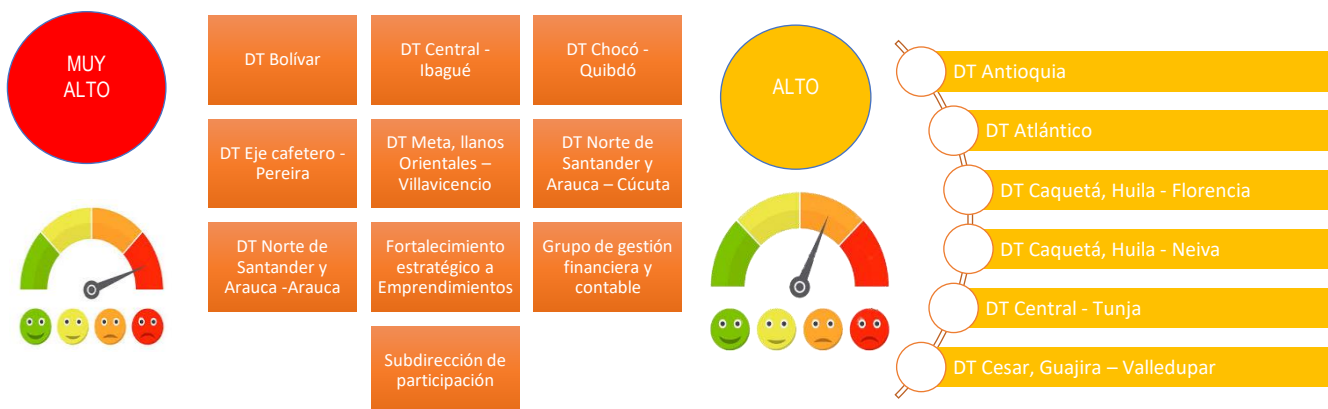 MUY
ALTO
DT Bolívar
DT Central -
Ibagué
DT Chocó -
Quibdó
DT Eje cafetero -
Pereira
DT Meta, llanos
Orientales –
Villavicencio
DT Norte de
Santander y
Arauca – Cúcuta
DT Norte de
Santander y
Arauca -Arauca
Fortalecimiento
estratégico a
Emprendimientos
Grupo de gestión
financiera y
contable
Subdirección de
participación
ALTO
DT Antioquia
DT Atlántico
DT Caquetá, Huila - Florencia
DT Caquetá, Huila - Neiva
DT Central - Tunja
DT Cesar, Guajira – Valledupar